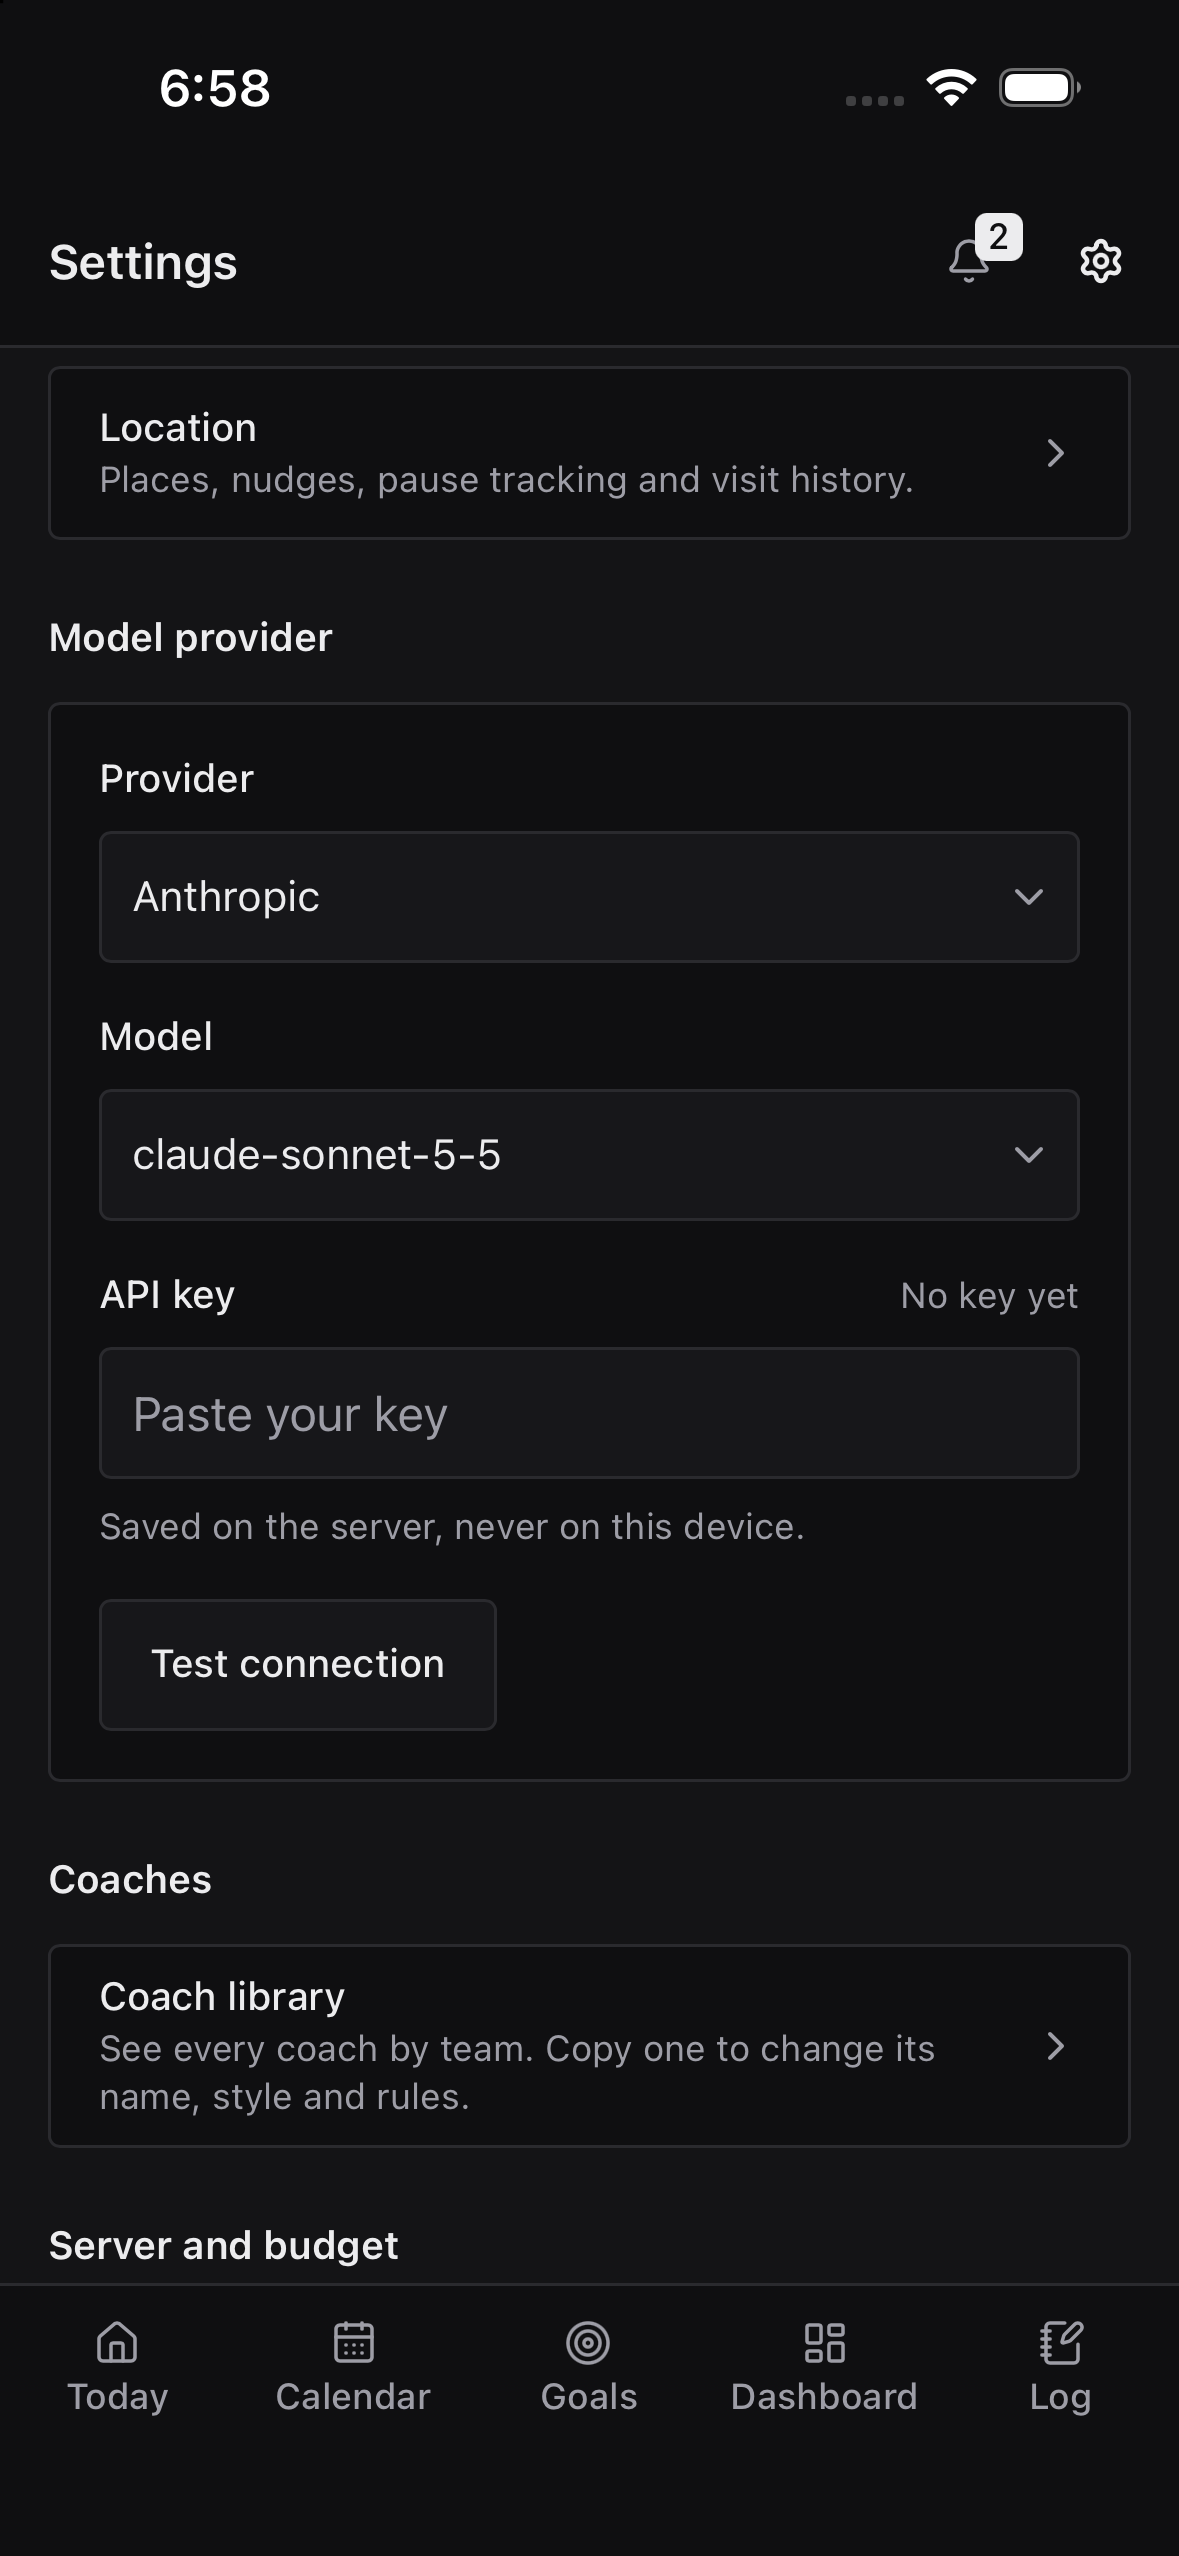 6:58
Settings
2
Location
Places, nudges, pause tracking and visit history.
Model provider
Provider
Anthropic
Model
claude-sonnet-5-5
API key
No key yet
Paste your key
Saved on the server, never on this device.
Test connection
Coaches
Coach library
See every coach by team. Copy one to change its
name, style and rules.
Server and budget
Today
Calendar
Goals
Dashboard
Log